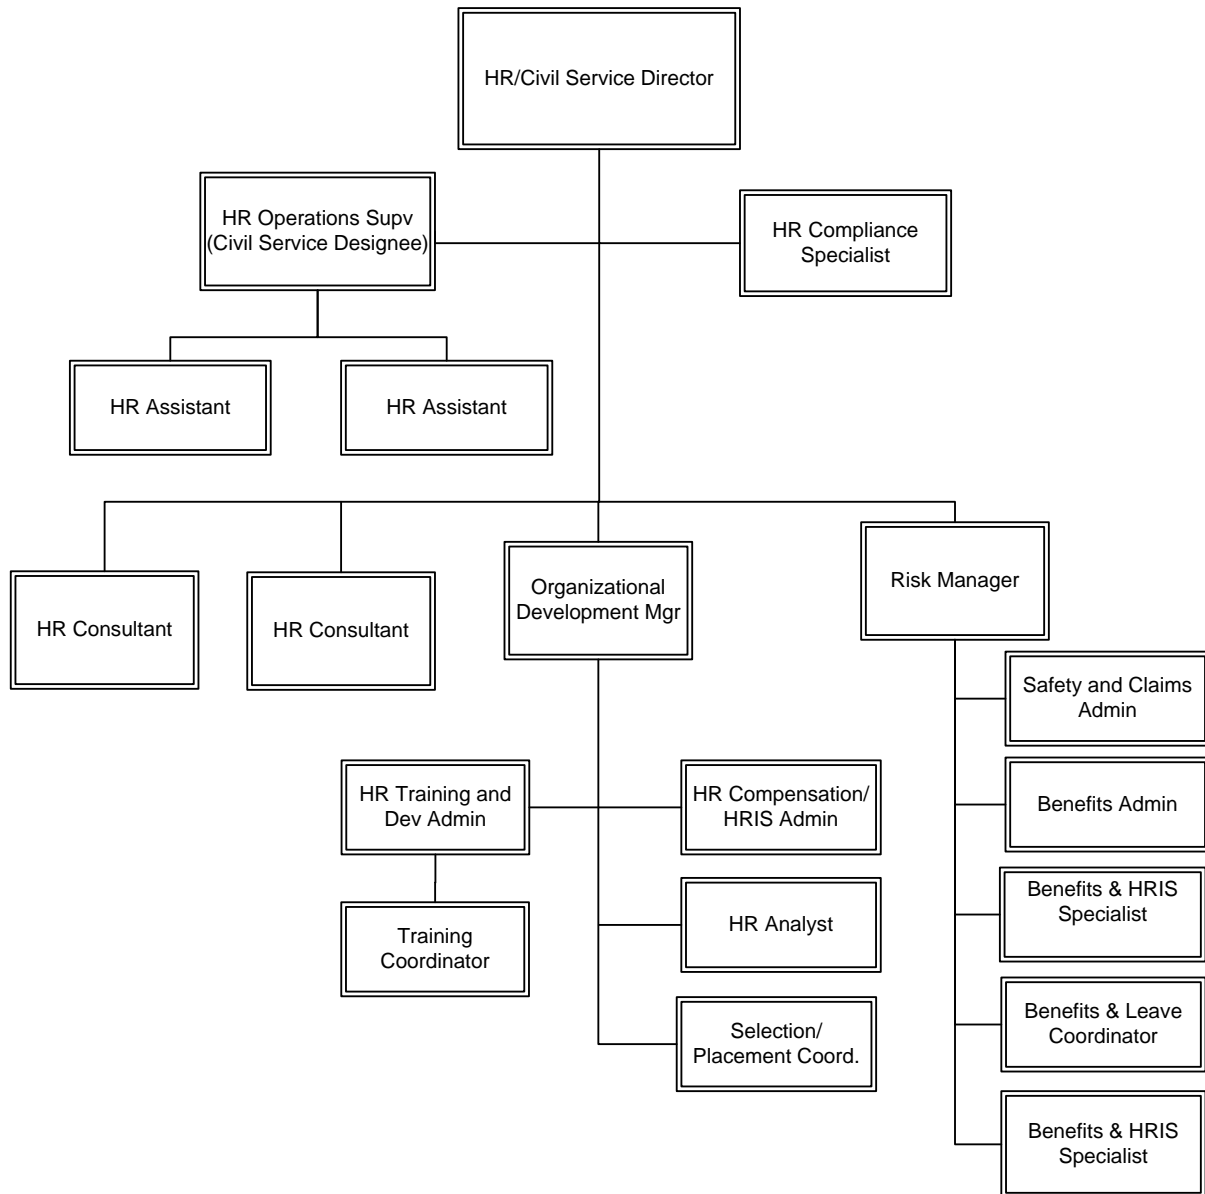 HR/Civil Service Director
HR Operations Supv
(Civil Service Designee)
HR Compliance
Specialist
HR Assistant
HR Assistant
HR Consultant
HR Consultant
Organizational
Development Mgr
Risk Manager
Safety and Claims
Admin
HR Training and
Dev Admin
HR Compensation/
HRIS Admin
Benefits Admin
Training
Coordinator
HR Analyst
Benefits & HRIS
Specialist
Selection/
Placement Coord.
Benefits & Leave
Coordinator
Benefits & HRIS
Specialist